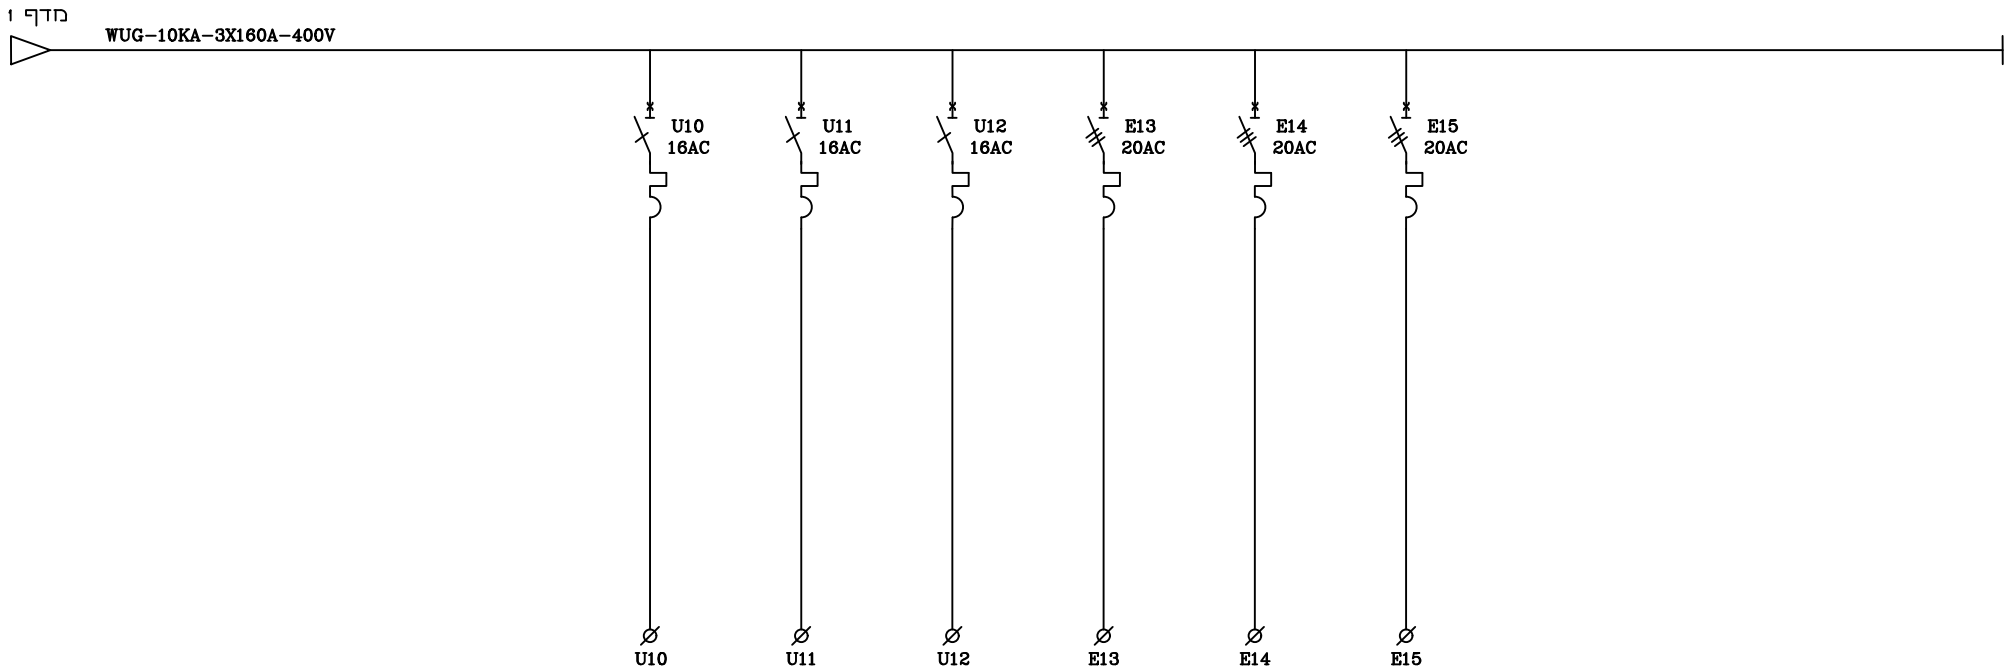 מדף 1
WUG-10KA-3X160A-400V
U10
16AC
U11
16AC
U12
16AC
E13
20AC
E14
20AC
E15
20AC
U10
U11
U12
E13
E14
E15